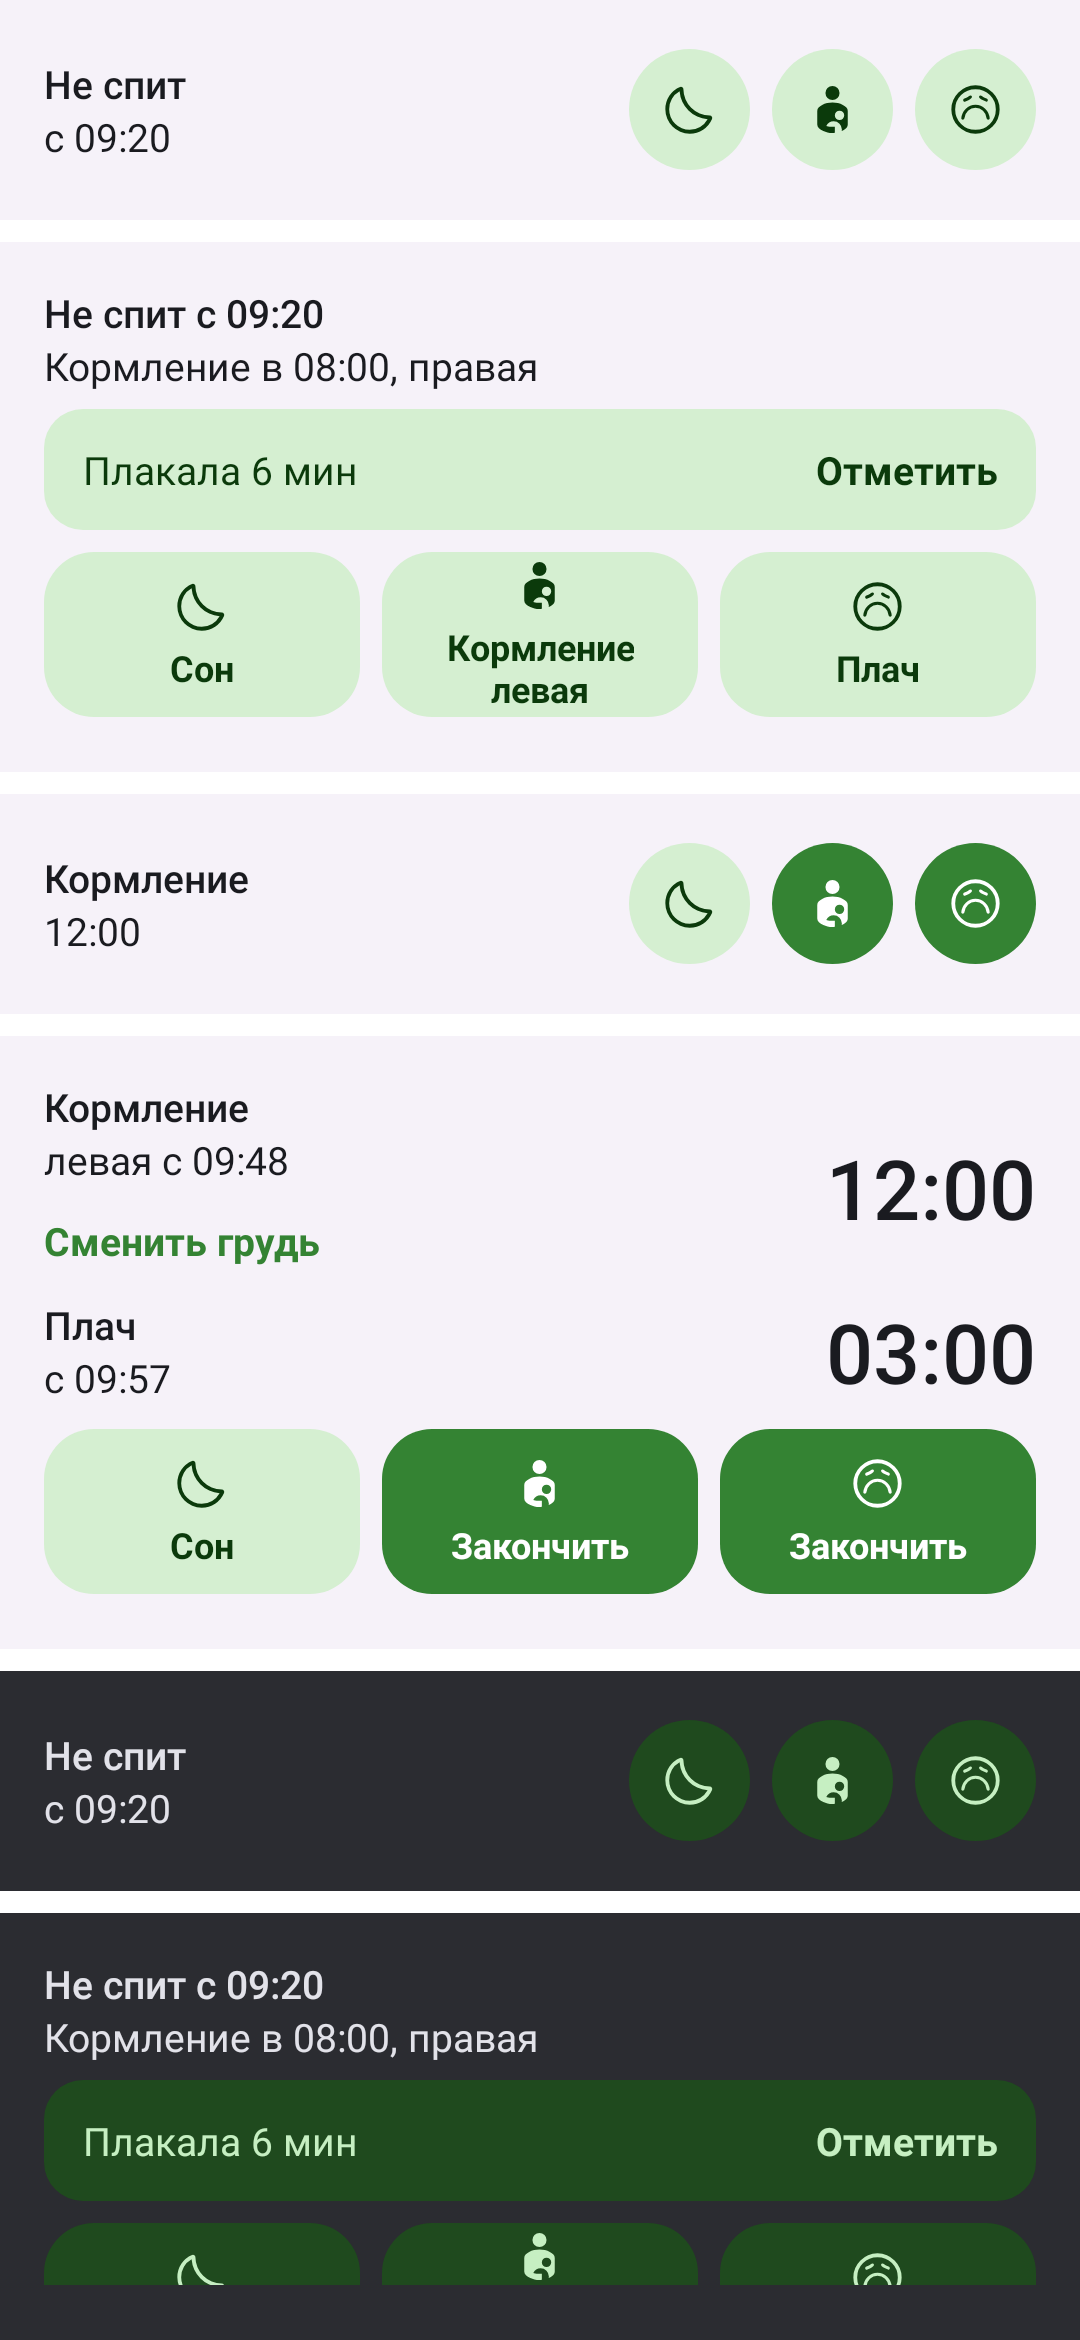 Не спит
с 09:20
Не спит с 09:20
Кормление в 08:00, правая
Плакала 6 мин
Отметить
Сон
Кормление
левая
Плач
Кормление
12:00
Кормление
левая с 09:48
12:00
Сменить грудь
Плач
с 09:57
03:00
Сон
Закончить
Закончить
Не спит
с 09:20
Не спит с 09:20
Кормление в 08:00, правая
Плакала 6 мин
Отметить